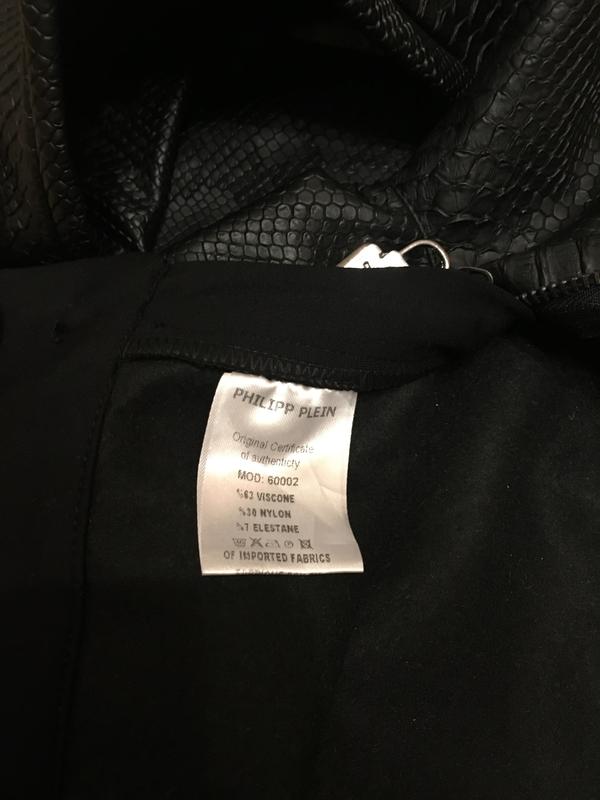 PHILIPP PLEIN
Original Certificate
of authenticty
MOD: 60002
%63 VISCONE
%30 NYLON
%7 ELESTANE
OF IMPORTED FABRICS